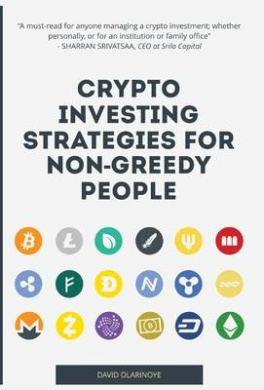 "A must-read for anyone managing a crypto investment; whether
personally, or for an institution or family office"
- SHARRAN SRIVATSAA, CEO at Srilo Capital
CRYPTO
INVESTING
STRATEGIES FOR
NON-GREEDY
PEOPLE
DAVID OLARINOYE